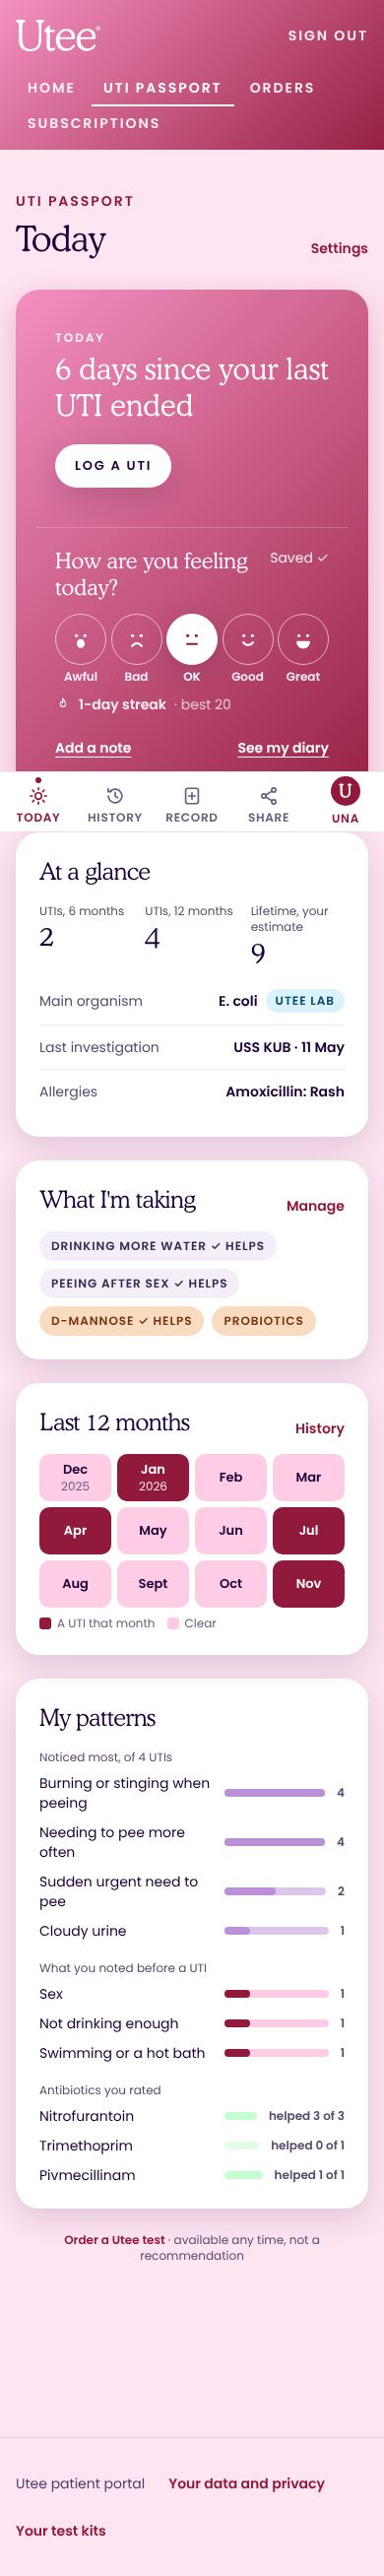 Utee®
SIGN OUT
HOME UTI PASSPORT ORDERS
SUBSCRIPTIONS
UTI PASSPORT
Today
Settings
TODAY
6 days since your last
UTI ended
LOG A UTI
How are you feeling
today?
Saved ✓
Awful Bad OK Good Great
1-day streak · best 20
Add a note See my diary
TODAY HISTORY RECORD SHARE U UNA
At a glance
UTIs, 6 months
2
UTIs, 12 months
4
Lifetime, your
estimate
9
Main organism E. coli UTEE LAB
Last investigation USS KUB · 11 May
Allergies Amoxicillin: Rash
What I'm taking
Manage
DRINKING MORE WATER ✓ HELPS
PEEING AFTER SEX ✓ HELPS
D-MANNOSE ✓ HELPS PROBIOTICS
Last 12 months
History
Dec
2025
Jan
2026
Feb Mar
Apr May Jun Jul
Aug Sept Oct Nov
A UTI that month Clear
My patterns
Noticed most, of 4 UTIs
Burning or stinging when
peeing
4
Needing to pee more
often
4
Sudden urgent need to
pee
2
Cloudy urine 1
What you noted before a UTI
Sex 1
Not drinking enough 1
Swimming or a hot bath 1
Antibiotics you rated
Nitrofurantoin helped 3 of 3
Trimethoprim helped 0 of 1
Pivmecillinam helped 1 of 1
Order a Utee test · available any time, not a
recommendation
Utee patient portal Your data and privacy
Your test kits